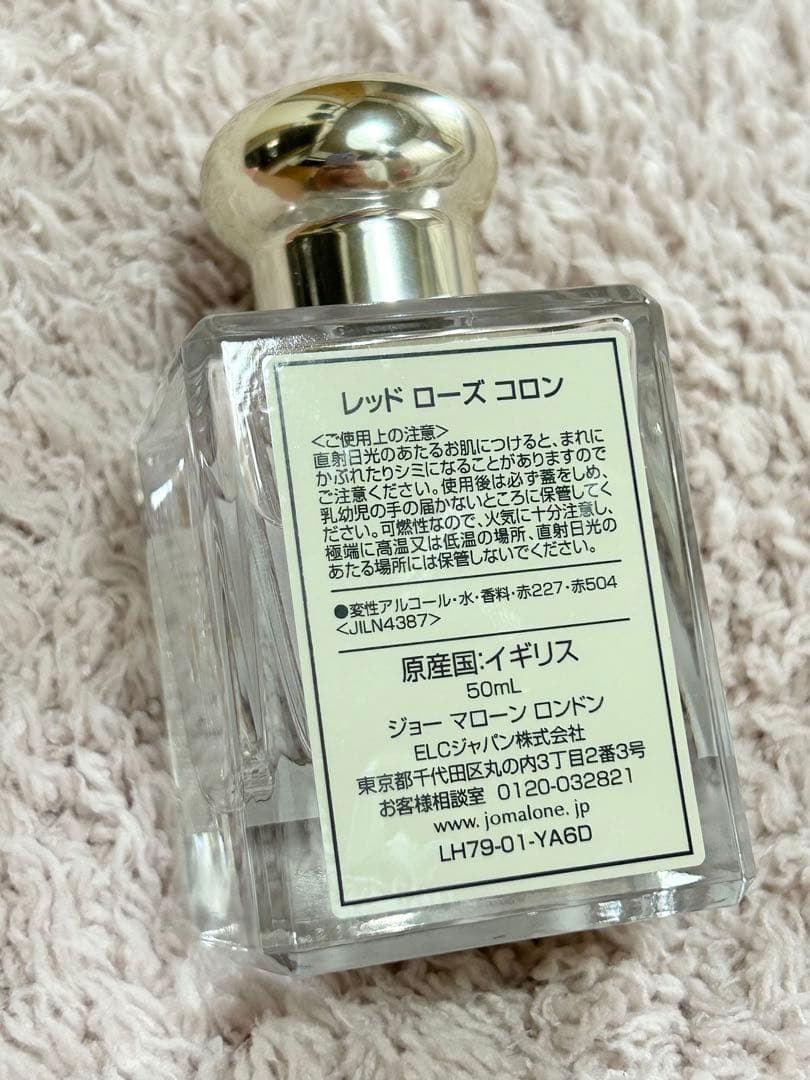 レッド ローズ コロン
<ご使用上の注意>
直射日光のあたるお肌につけると、まれに
かぶれたりシミになることがありますので
ご注意ください。使用後は必ず蓋をしめ、
乳幼児の手の届かないところに保管してく
ださい。可燃性なので、火気に十分注意し、
極端に高温又は低温の場所、直射日光の
あたる場所には保管しないでください。
●変性アルコール・水・香料・赤227・赤504
<JILN4387>
原産国:イギリス
50mL
ジョー マローン ロンドン
ELCジャパン株式会社
東京都千代田区丸の内3丁目2番3号
お客様相談室 0120-032821
www. jomalone. jp
LH79-01-YA6D